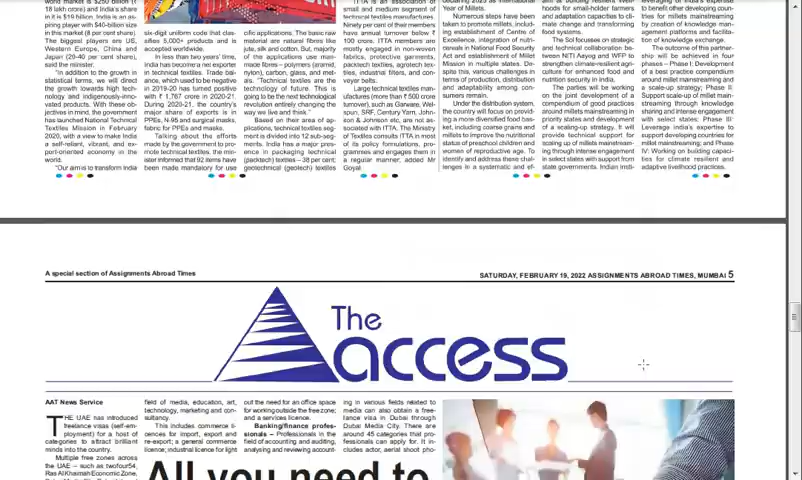 world market is $250 billion (₹
18 lakh crore) and India's share
in it is $19 billion. India is an as-
piring player with $40-billion size
in this market (8 per cent share).
The biggest players are US,
Western Europe, China and
Japan (20-40 per cent share),
said the minister.
"In addition to the growth in
statistical terms, we will direct
the growth towards high tech-
nology and indigenously-inno-
vated products. With these ob-
jectives in mind, the government
has launched National Technical
Textiles Mission in February
2020, with a view to make India
a self-reliant, vibrant, and ex-
port-oriented economy in the
world.
"Our aim is to transform India
six-digit uniform code that clas-
sifies 5,000+ products and is
accepted worldwide.
In less than two years' time,
India has become a net exporter
in technical textiles. Trade bal-
ance, which used to be negative
in 2019-20 has turned positive
with ₹ 1,767 crore in 2020-21.
During 2020-21, the country's
major share of exports is in
PPEs, N-95 and surgical masks,
fabric for PPEs and masks.
Talking about the efforts
made by the government to pro-
mote technical textiles, the min-
ister informed that 92 items have
been made mandatory for use
cific applications. The basic raw
material are natural fibres like
jute, silk and cotton. But, majority
of the applications use man-
made fibres – polymers (aramid,
nylon), carbon, glass, and met-
als. "Technical textiles are the
technology of future. This is
going to be the next technological
revolution entirely changing the
way we live and think."
Based on their area of ap-
plications, technical textiles seg-
ment is divided into 12 sub-seg-
ments. India has a major pres-
ence in packaging technical
(packtech) textiles – 38 per cent;
geotechnical (geotech) textiles
ITTA is an association of
small and medium segment of
technical textiles manufactures.
Ninety per cent of their members
have annual turnover below ₹
100 crores. ITTA members are
mostly engaged in non-woven
fabrics, protective garments,
packtech textiles, agrotech tex-
tiles, industrial filters, and con-
veyor belts.
Large technical textiles man-
ufactures (more than ₹ 500 crore
turnover), such as Garware, Wel-
spun, SRF, Century Yarn, John-
son & Johnson etc, are not as-
sociated with ITTA. The Ministry
of Textiles consults ITTA in most
of its policy formulations, pro-
grammes and engages them in
a regular manner, added Mr
Goyal.
declaring 2023 as International
Year of Millets.
Numerous steps have been
taken to promote millets, includ-
ing establishment of Centre of
Excellence, integration of nutri-
cereals in National Food Security
Act and establishment of Millet
Mission in multiple states. De-
spite this, various challenges in
terms of production, distribution
and adaptability among con-
sumers remain.
Under the distribution system,
the country will focus on provid-
ing a more diversified food bas-
ket, including coarse grains and
millets to improve the nutritional
status of preschool children and
women of reproductive age. To
identify and address these chal-
lenges in a systematic and ef-
hoods for small-holder farmers
and adaptation capacities to cli-
mate change and transforming
food systems.
The SoI focuses on strategic
and technical collaboration be-
tween NITI Aayog and WFP to
strengthen climate-resilient agri-
culture for enhanced food and
nutrition security in India.
The parties will be working
on the joint development of a
compendium of good practices
around millets mainstreaming in
priority states and development
of a scaling-up strategy. It will
provide technical support for
scaling up of millets mainstream-
ing through intense engagement
in select states with support from
state governments, Indian insti-
leveraging of India's expertise
to benefit the developing coun-
tries for millets mainstreaming
by creation of knowledge man-
agement platforms and facilita-
tion of knowledge exchange.
The outcome of this partner-
ship will be achieved in four
phases – Phase I: Development
of a best practice compendium
around millet mainstreaming and
a scale-up strategy; Phase II:
Support scale-up of millet main-
streaming through knowledge
sharing and intense engagement
with select states; Phase III:
Leverage India's expertise to
support developing countries for
millet mainstreaming; and Phase
IV: Working on building capaci-
ties for climate resilient and
adaptive livelihood practices.
A special section of Assignments Abroad Times
SATURDAY, FEBRUARY 19, 2022 ASSIGNMENTS ABROAD TIMES, MUMBAI 5
The
access
AAT News Service
THE UAE has introduced
freelance visas (self-em-
ployment) for a host of
categories to attract brilliant
minds into the country.
Multiple free zones across
the UAE – such as twofour54,
Ras Al Khaimah Economic Zone,
field of media, education, art,
technology, marketing and con-
sultancy.
This includes commerce li-
cences for import, export and
re-export; a general commerce
licence; industrial licence for light
out the need for an office space
for working outside the free zone;
and a services licence.
Banking/finance profes-
sionals – Professionals in the
field of accounting and auditing,
analysing and reviewing account-
ing in various fields related to
media can also obtain a free-
lance visa in Dubai through
Dubai Media City. There are
around 45 categories that pro-
fessionals can apply for. It in-
cludes actor, aerial shoot pho-
All you need to